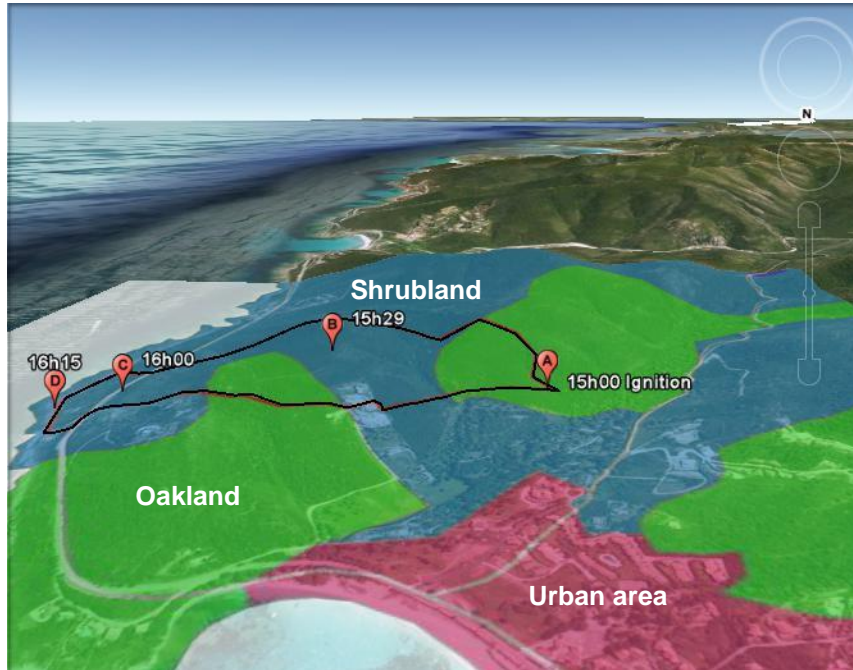 N
Shrubland
B 15h29
16h15
C 16h00
D
A
15h00 Ignition
Oakland
Urban area